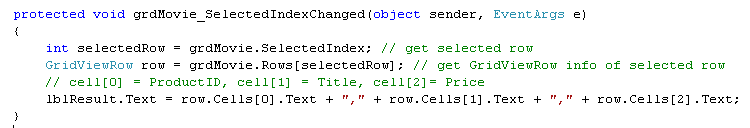 protected void grdMovie_SelectedIndexChanged(object sender, EventArgs e)
{
int selectedRow = grdMovie.SelectedIndex; // get selected row
GridViewRow row = grdMovie.Rows[selectedRow]; // get GridViewRow info of selected row
// cell[0] = ProductID, cell[1] = Title, cell[2]= Price
lblResult.Text = row.Cells[0].Text + "," + row.Cells[1].Text + "," + row.Cells[2].Text;
}